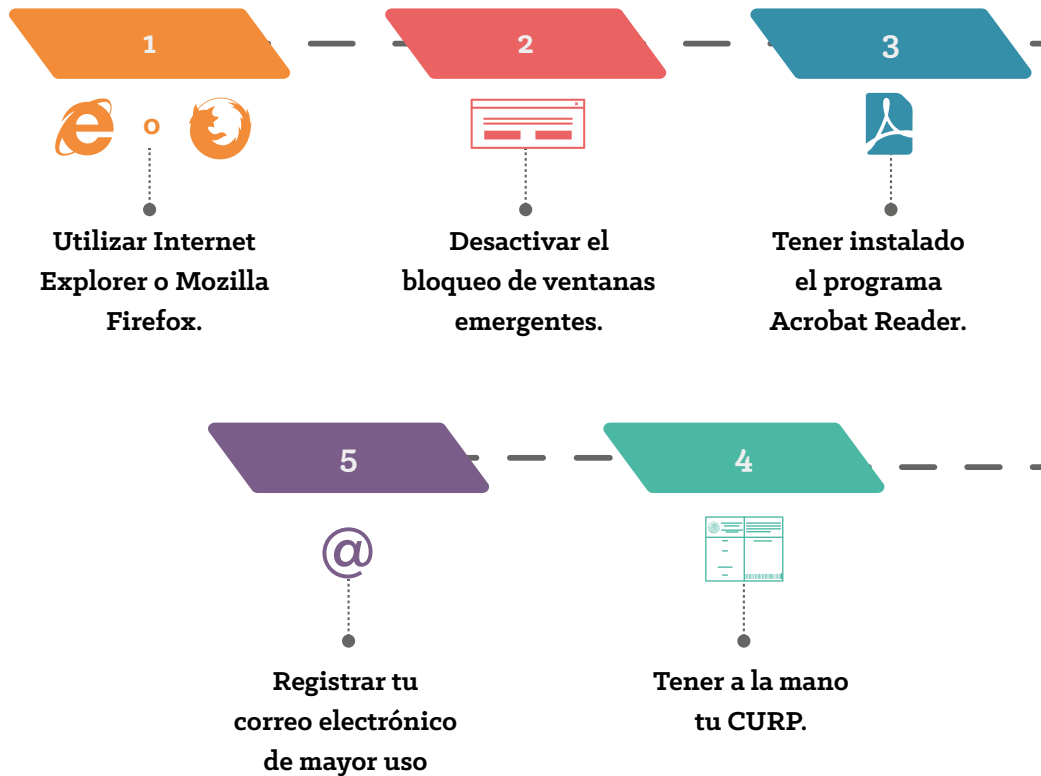 1
2
3
o
Utilizar Internet
Explorer o Mozilla
Firefox.
Desactivar el
bloqueo de ventanas
emergentes.
Tener instalado
el programa
Acrobat Reader.
5
4
@
Registrar tu
correo electrónico
de mayor uso
Tener a la mano
tu CURP.